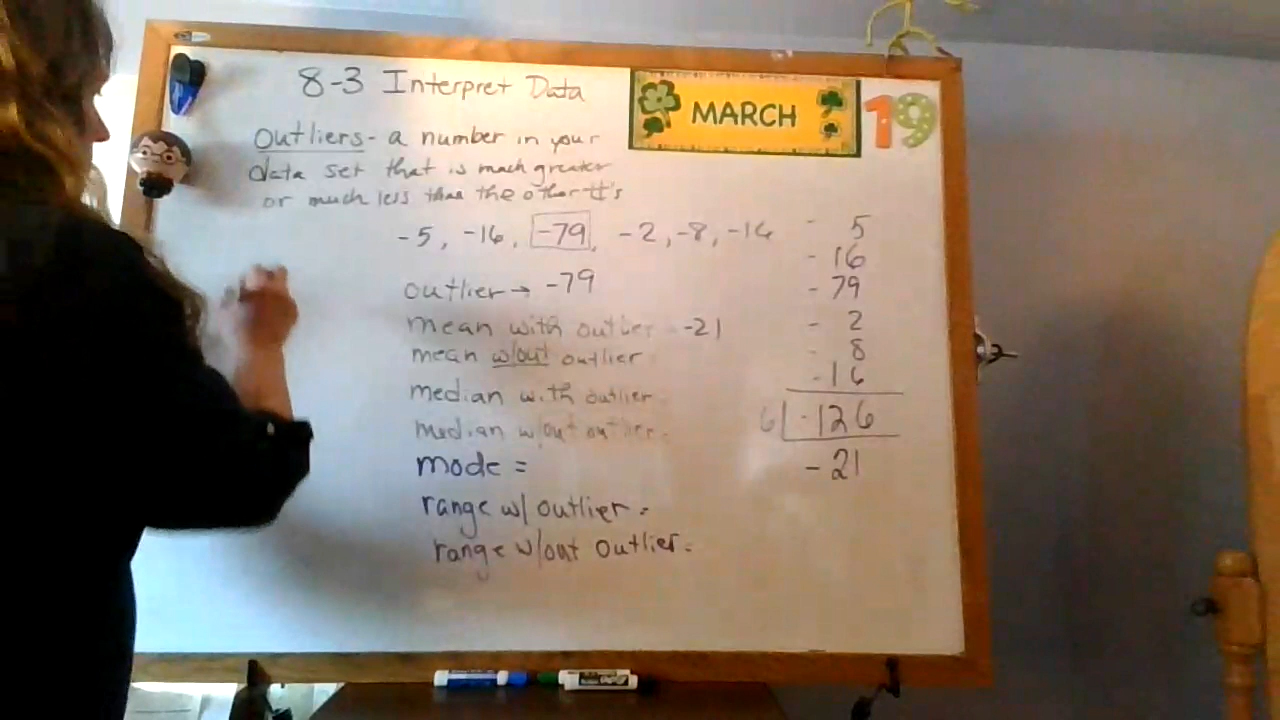 8-3 Interpret Data
MARCH
19
Outliers - a number in your
data set that is much greater
or much less than the other #'s
-5, -16, -79, -2, -8, -16
outlier → -79
mean with outlier = -21
mean w/out outlier
median with outlier =
median w/out outlier =
mode =
range w/ outlier =
range w/out outlier =
- 5
- 16
- 79
- 2
- 8
- 16
6 -126
- 21